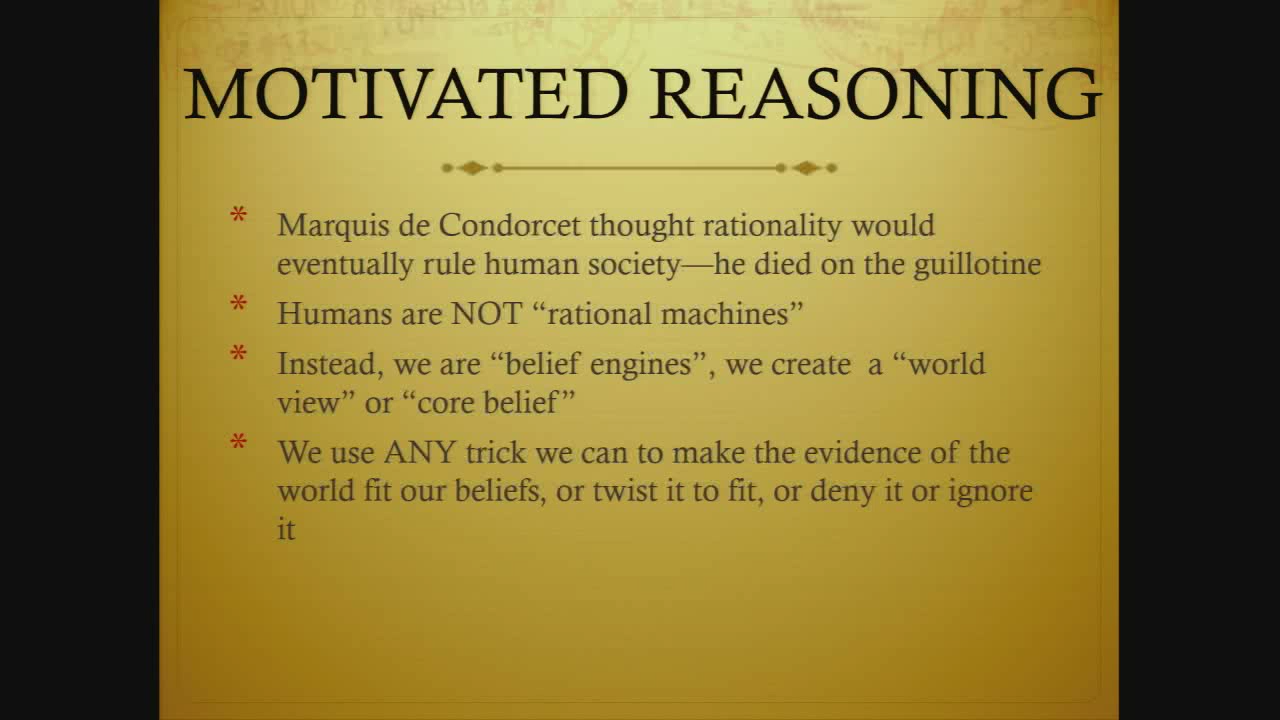 MOTIVATED REASONING
* Marquis de Condorcet thought rationality would
eventually rule human society—he died on the guillotine
* Humans are NOT “rational machines”
* Instead, we are “belief engines”, we create  a “world
view” or “core belief”
* We use ANY trick we can to make the evidence of the
world fit our beliefs, or twist it to fit, or deny it or ignore
it